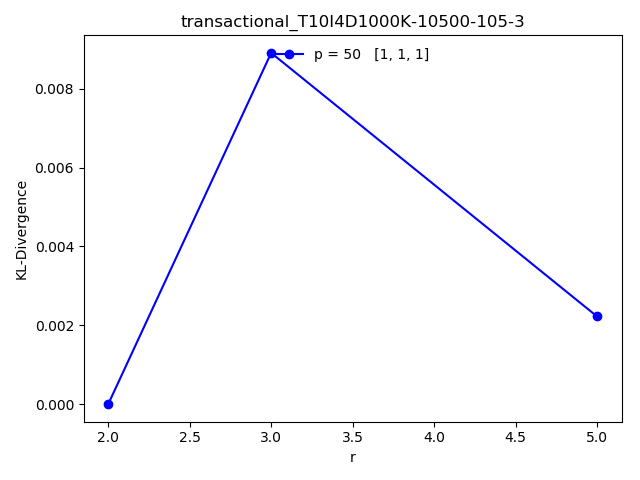 transactional_T10I4D1000K-10500-105-3
p = 50   [1, 1, 1]
KL-Divergence
0.008
0.006
0.004
0.002
0.000
2.0 2.5 3.0 3.5 4.0 4.5 5.0
r